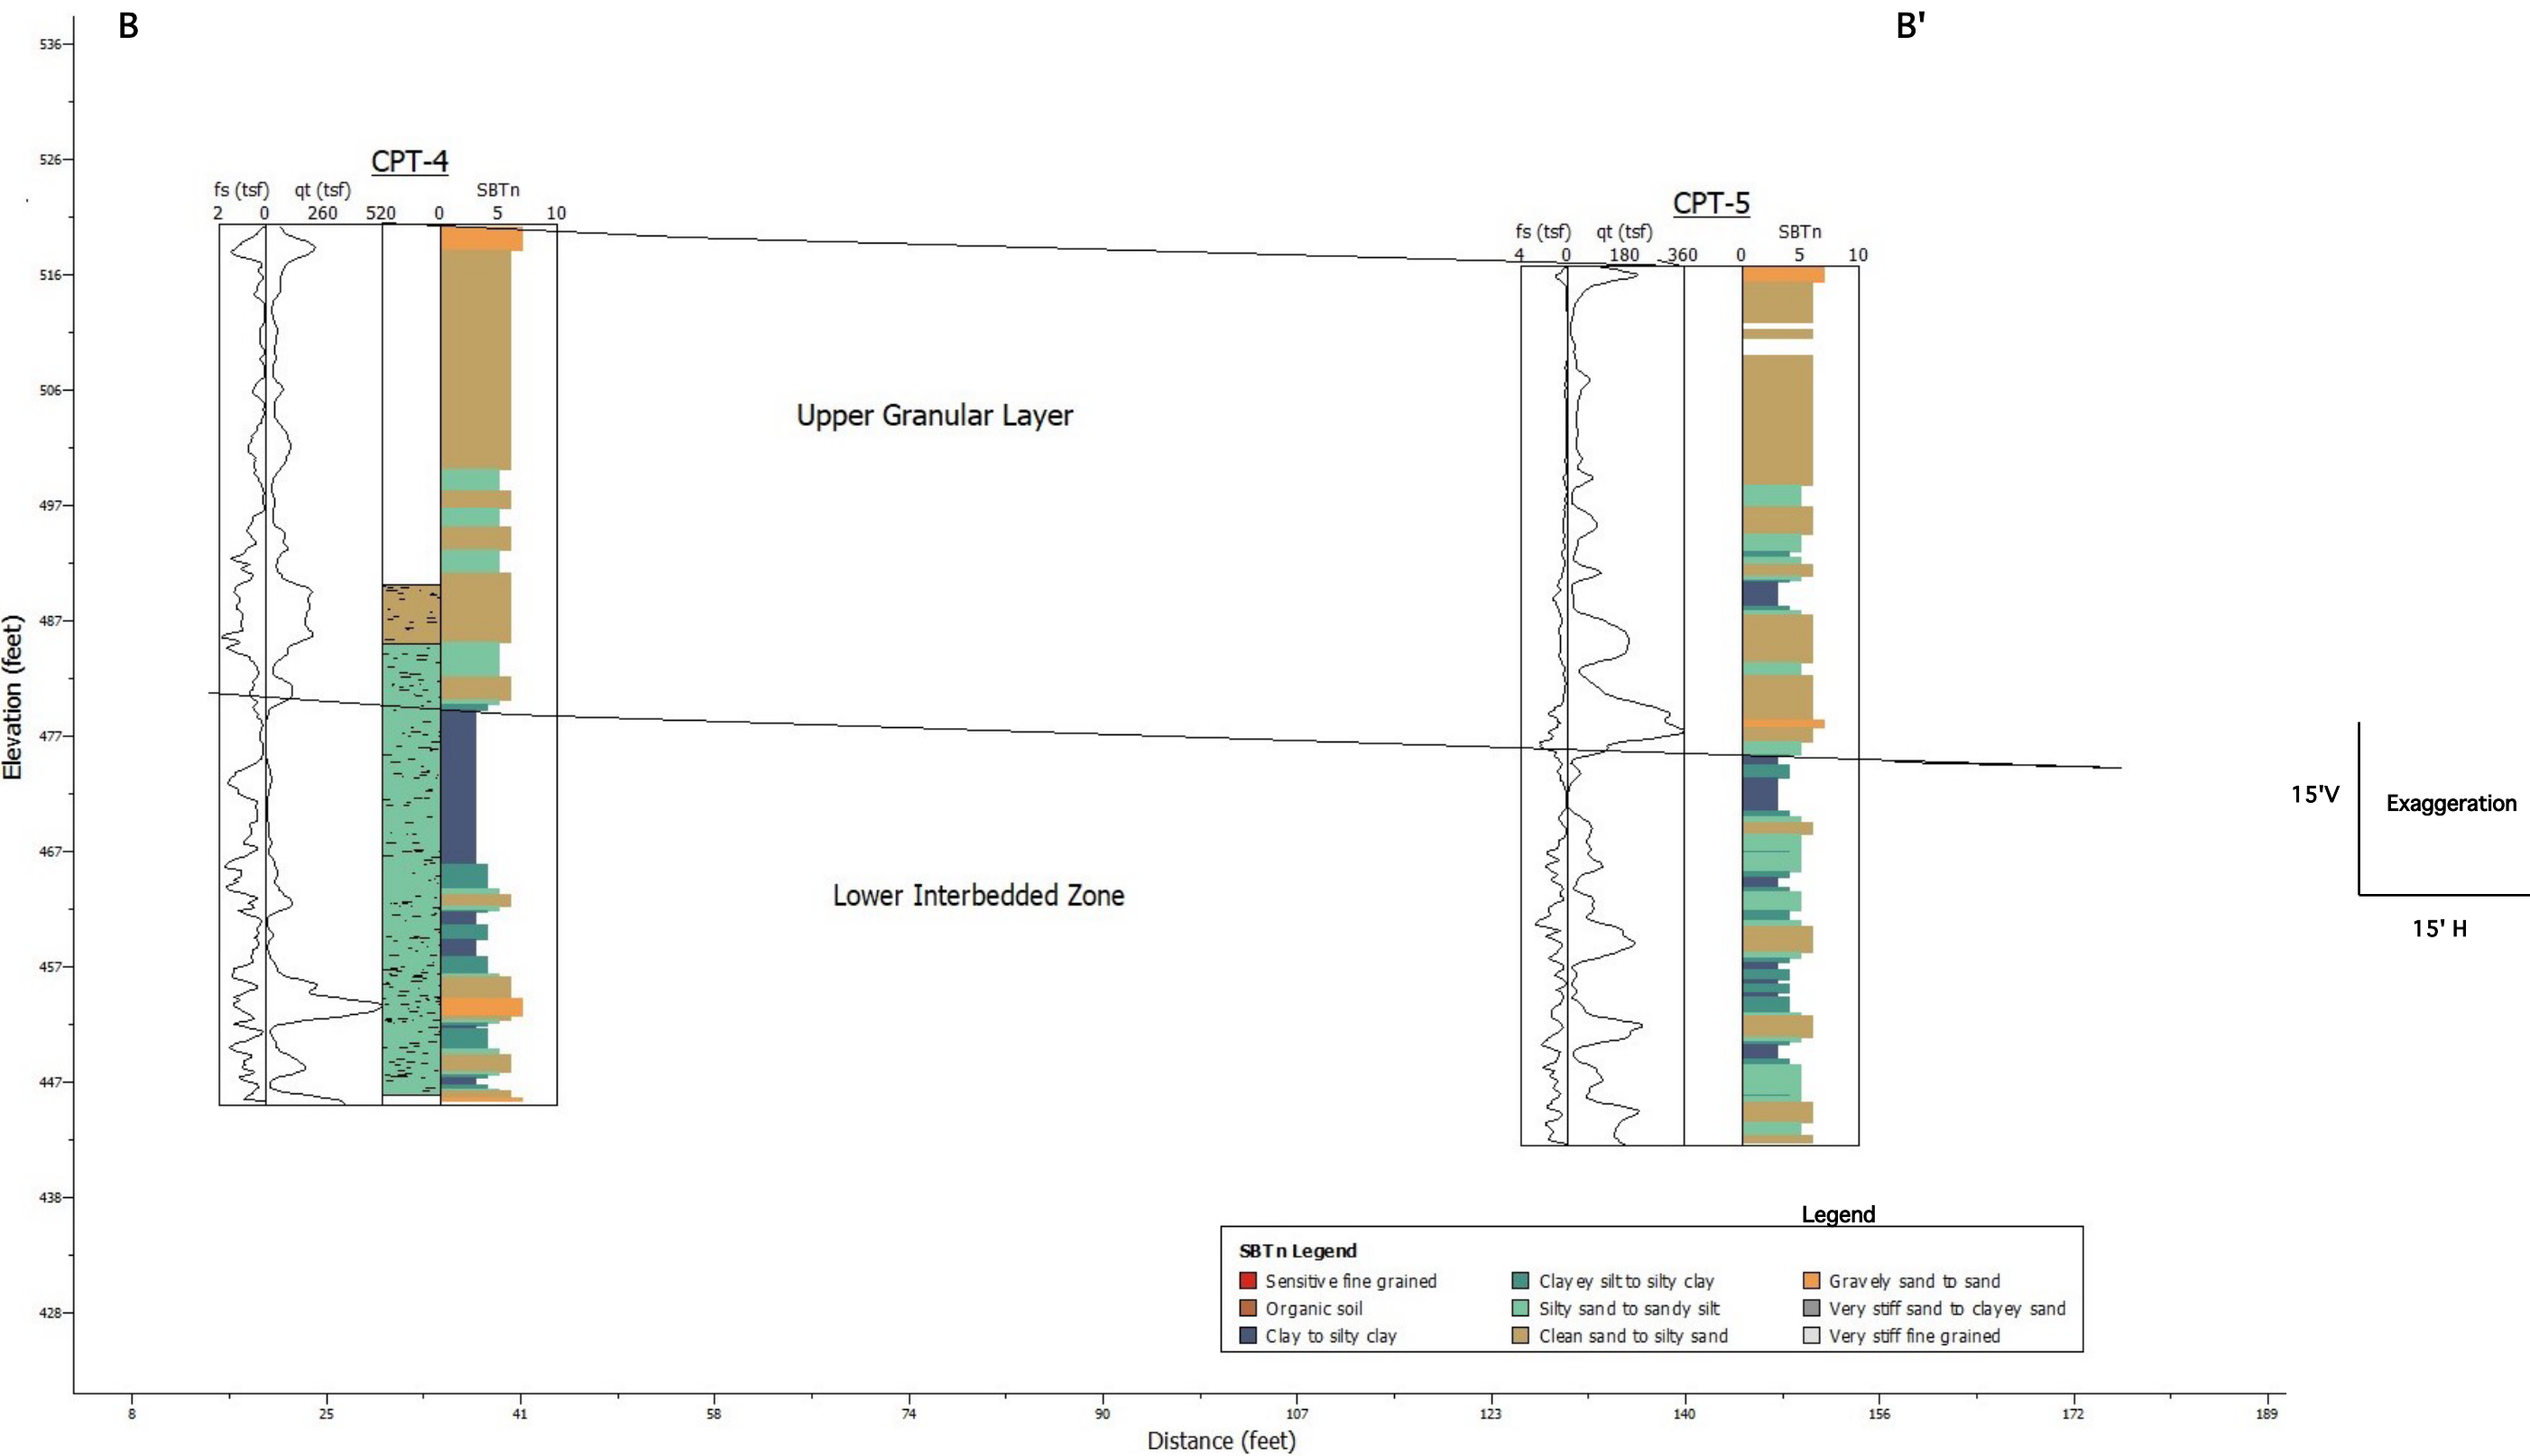 B B'
536
526
516
506
497
487
477
467
457
447
438
428
Elevation (feet)
CPT-4
fs (tsf) qt (tsf) SBTn
2 0 260 520 0 5 10
CPT-5
fs (tsf) qt (tsf) SBTn
4 0 180 360 0 5 10
Upper Granular Layer
Lower Interbedded Zone
15'V
Exaggeration
15' H
Legend
SBTn Legend
Sensitive fine grained
Organic soil
Clay to silty clay
Clayey silt to silty clay
Silty sand to sandy silt
Clean sand to silty sand
Gravely sand to sand
Very stiff sand to clayey sand
Very stiff fine grained
8 25 41 58 74 90 107 123 140 156 172 189
Distance (feet)